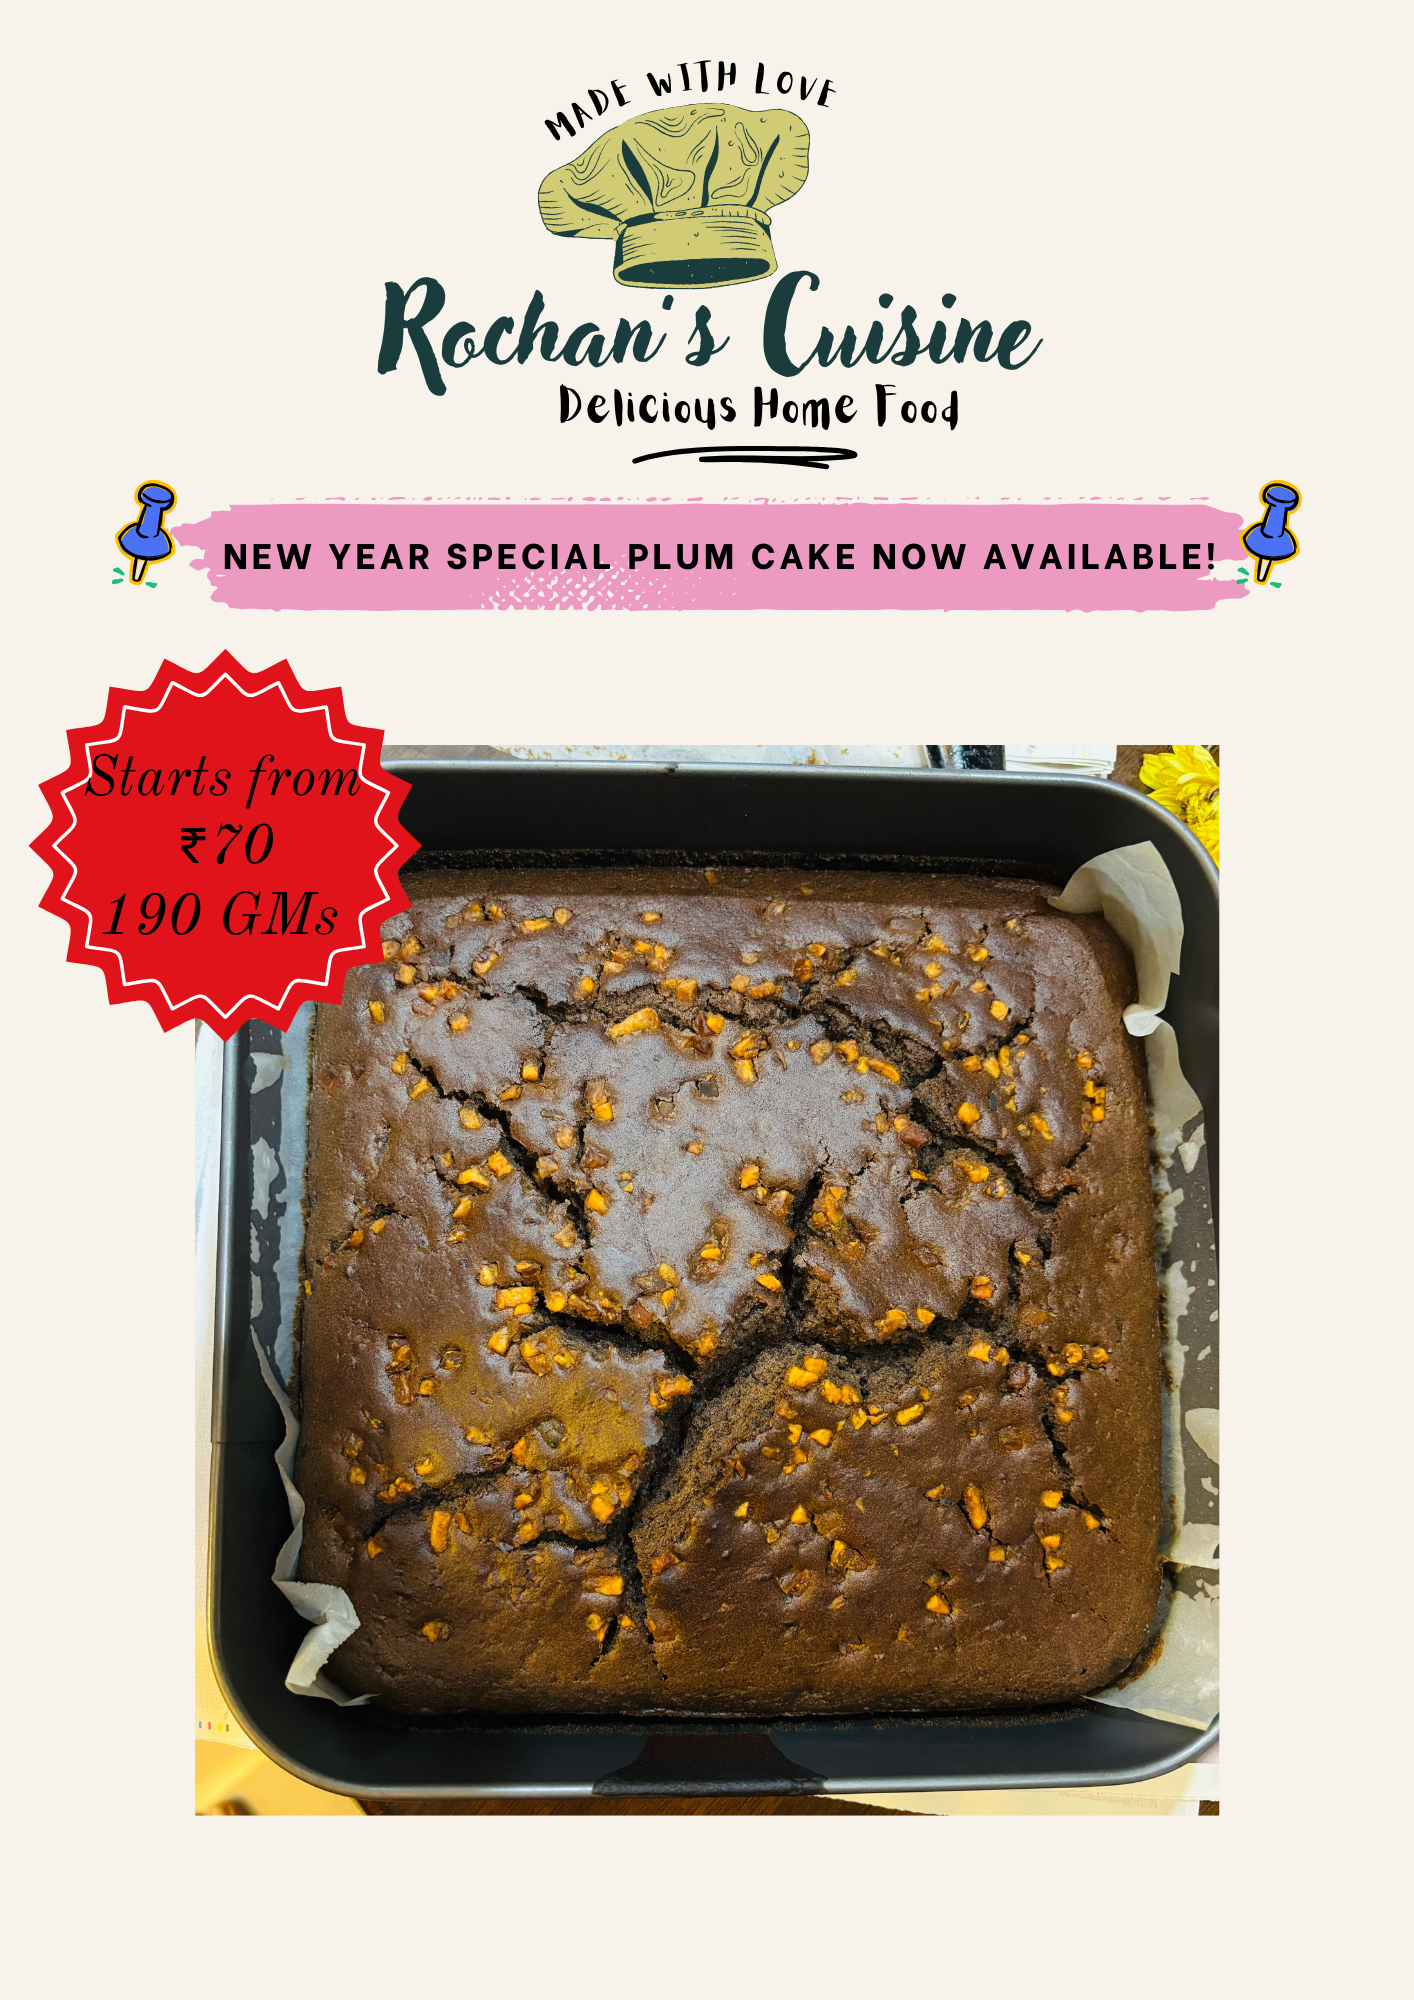 MADE WITH LOVE
Rochan's Cuisine
Delicious Home Food
NEW YEAR SPECIAL PLUM CAKE NOW AVAILABLE!
Starts from
₹70
190 GMs